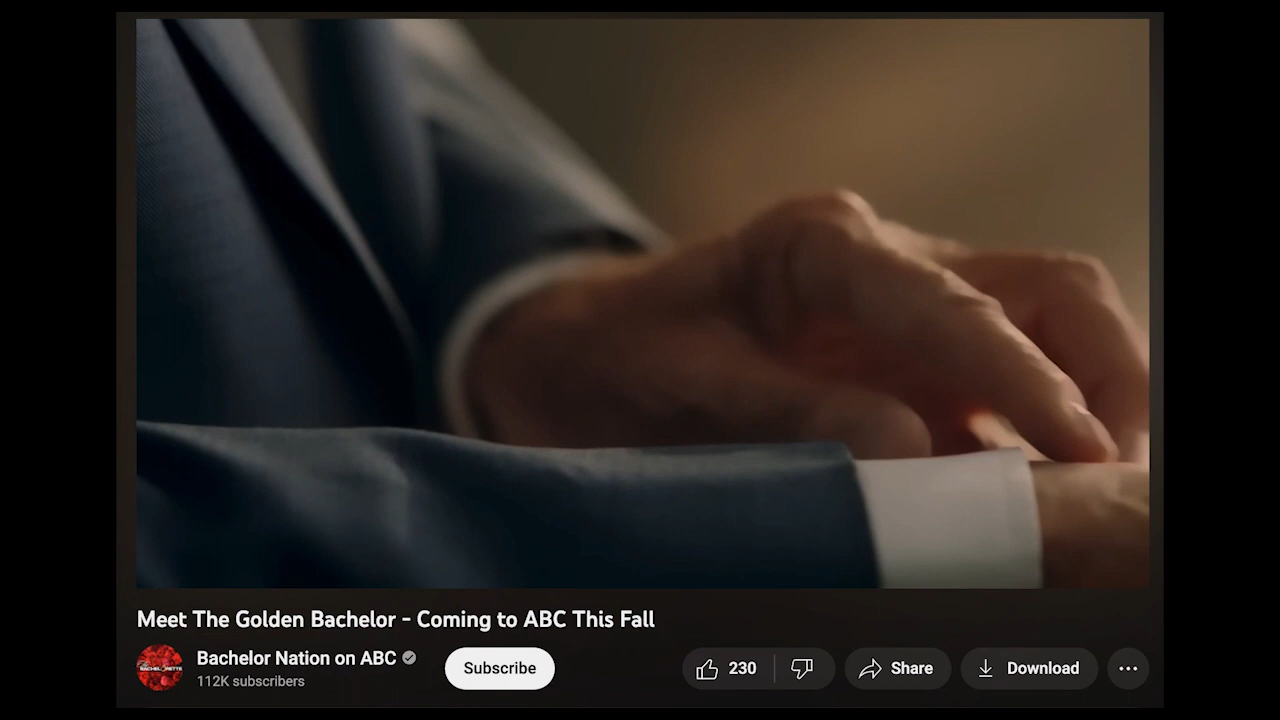 Meet The Golden Bachelor - Coming to ABC This Fall
Bachelor Nation on ABC
112K subscribers
Subscribe
230
Share
Download